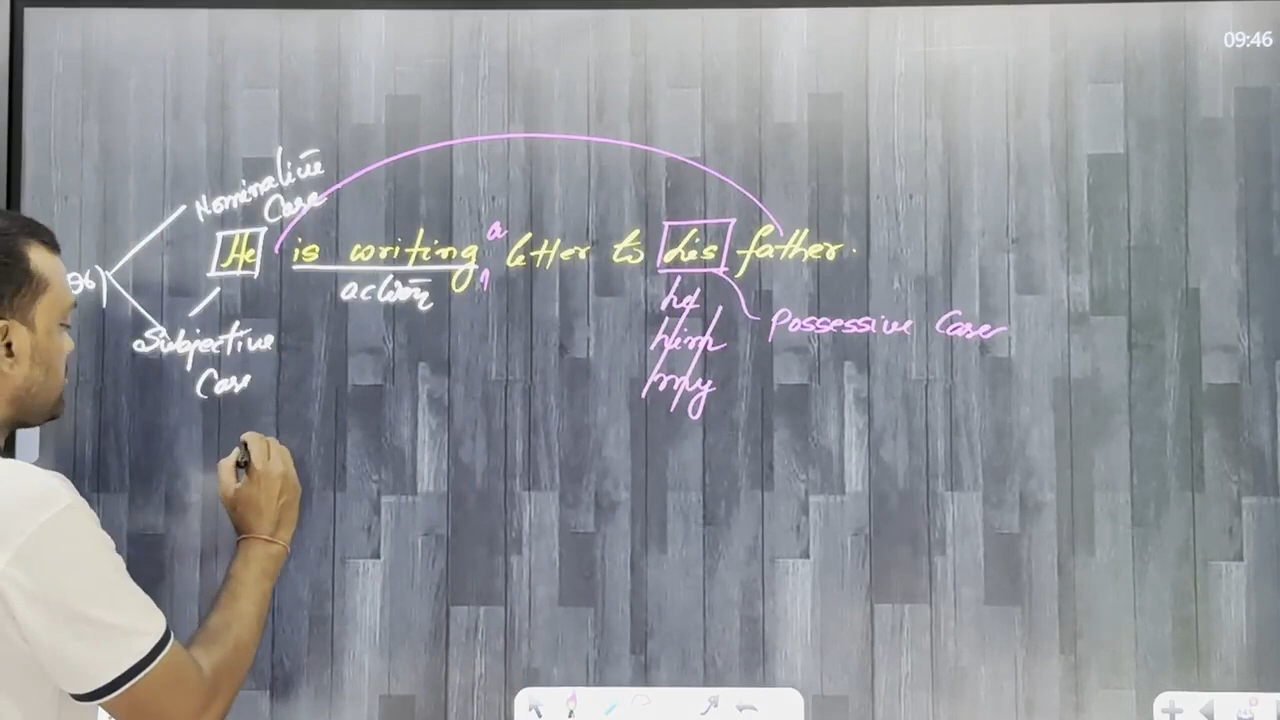 09:46
Nominative
Case
He is writing a letter to his father.
action
he
him
my
Possessive Case
Subjective
Case